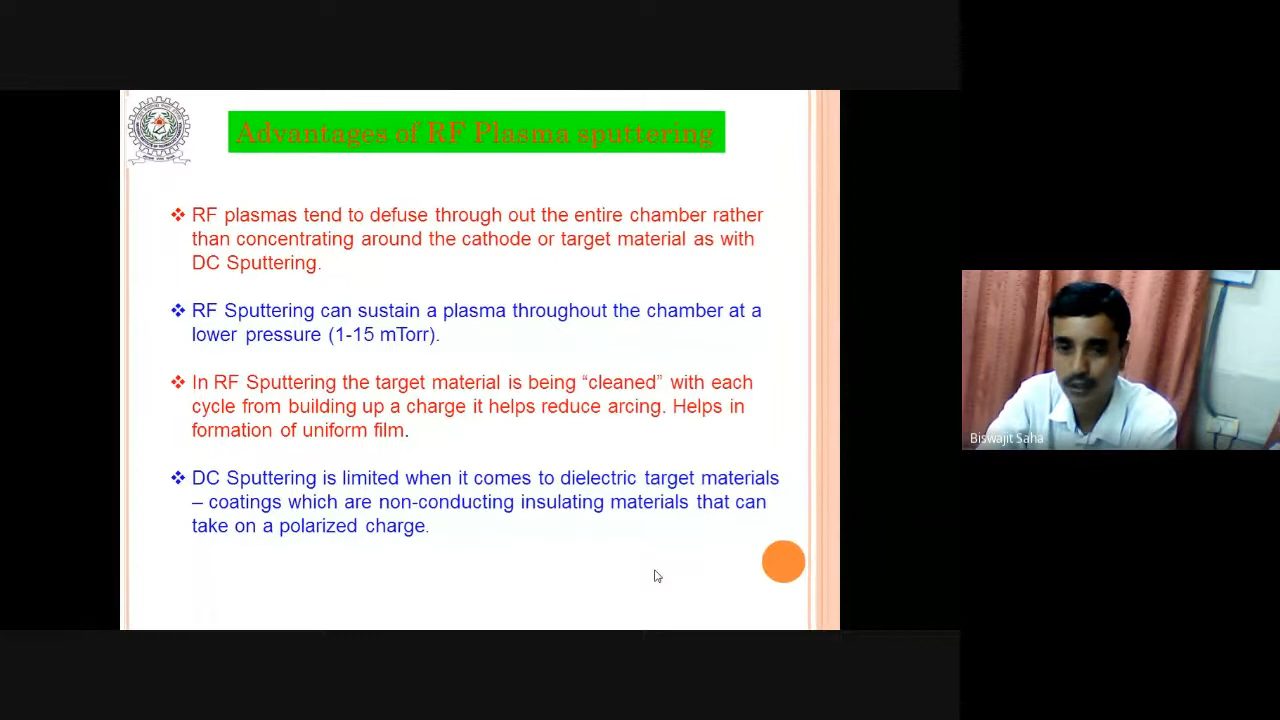 Advantages of RF Plasma sputtering
❖ RF plasmas tend to defuse through out the entire chamber rather
than concentrating around the cathode or target material as with
DC Sputtering.
❖ RF Sputtering can sustain a plasma throughout the chamber at a
lower pressure (1-15 mTorr).
❖ In RF Sputtering the target material is being “cleaned” with each
cycle from building up a charge it helps reduce arcing. Helps in
formation of uniform film.
❖ DC Sputtering is limited when it comes to dielectric target materials
– coatings which are non-conducting insulating materials that can
take on a polarized charge.
Biswajit Saha